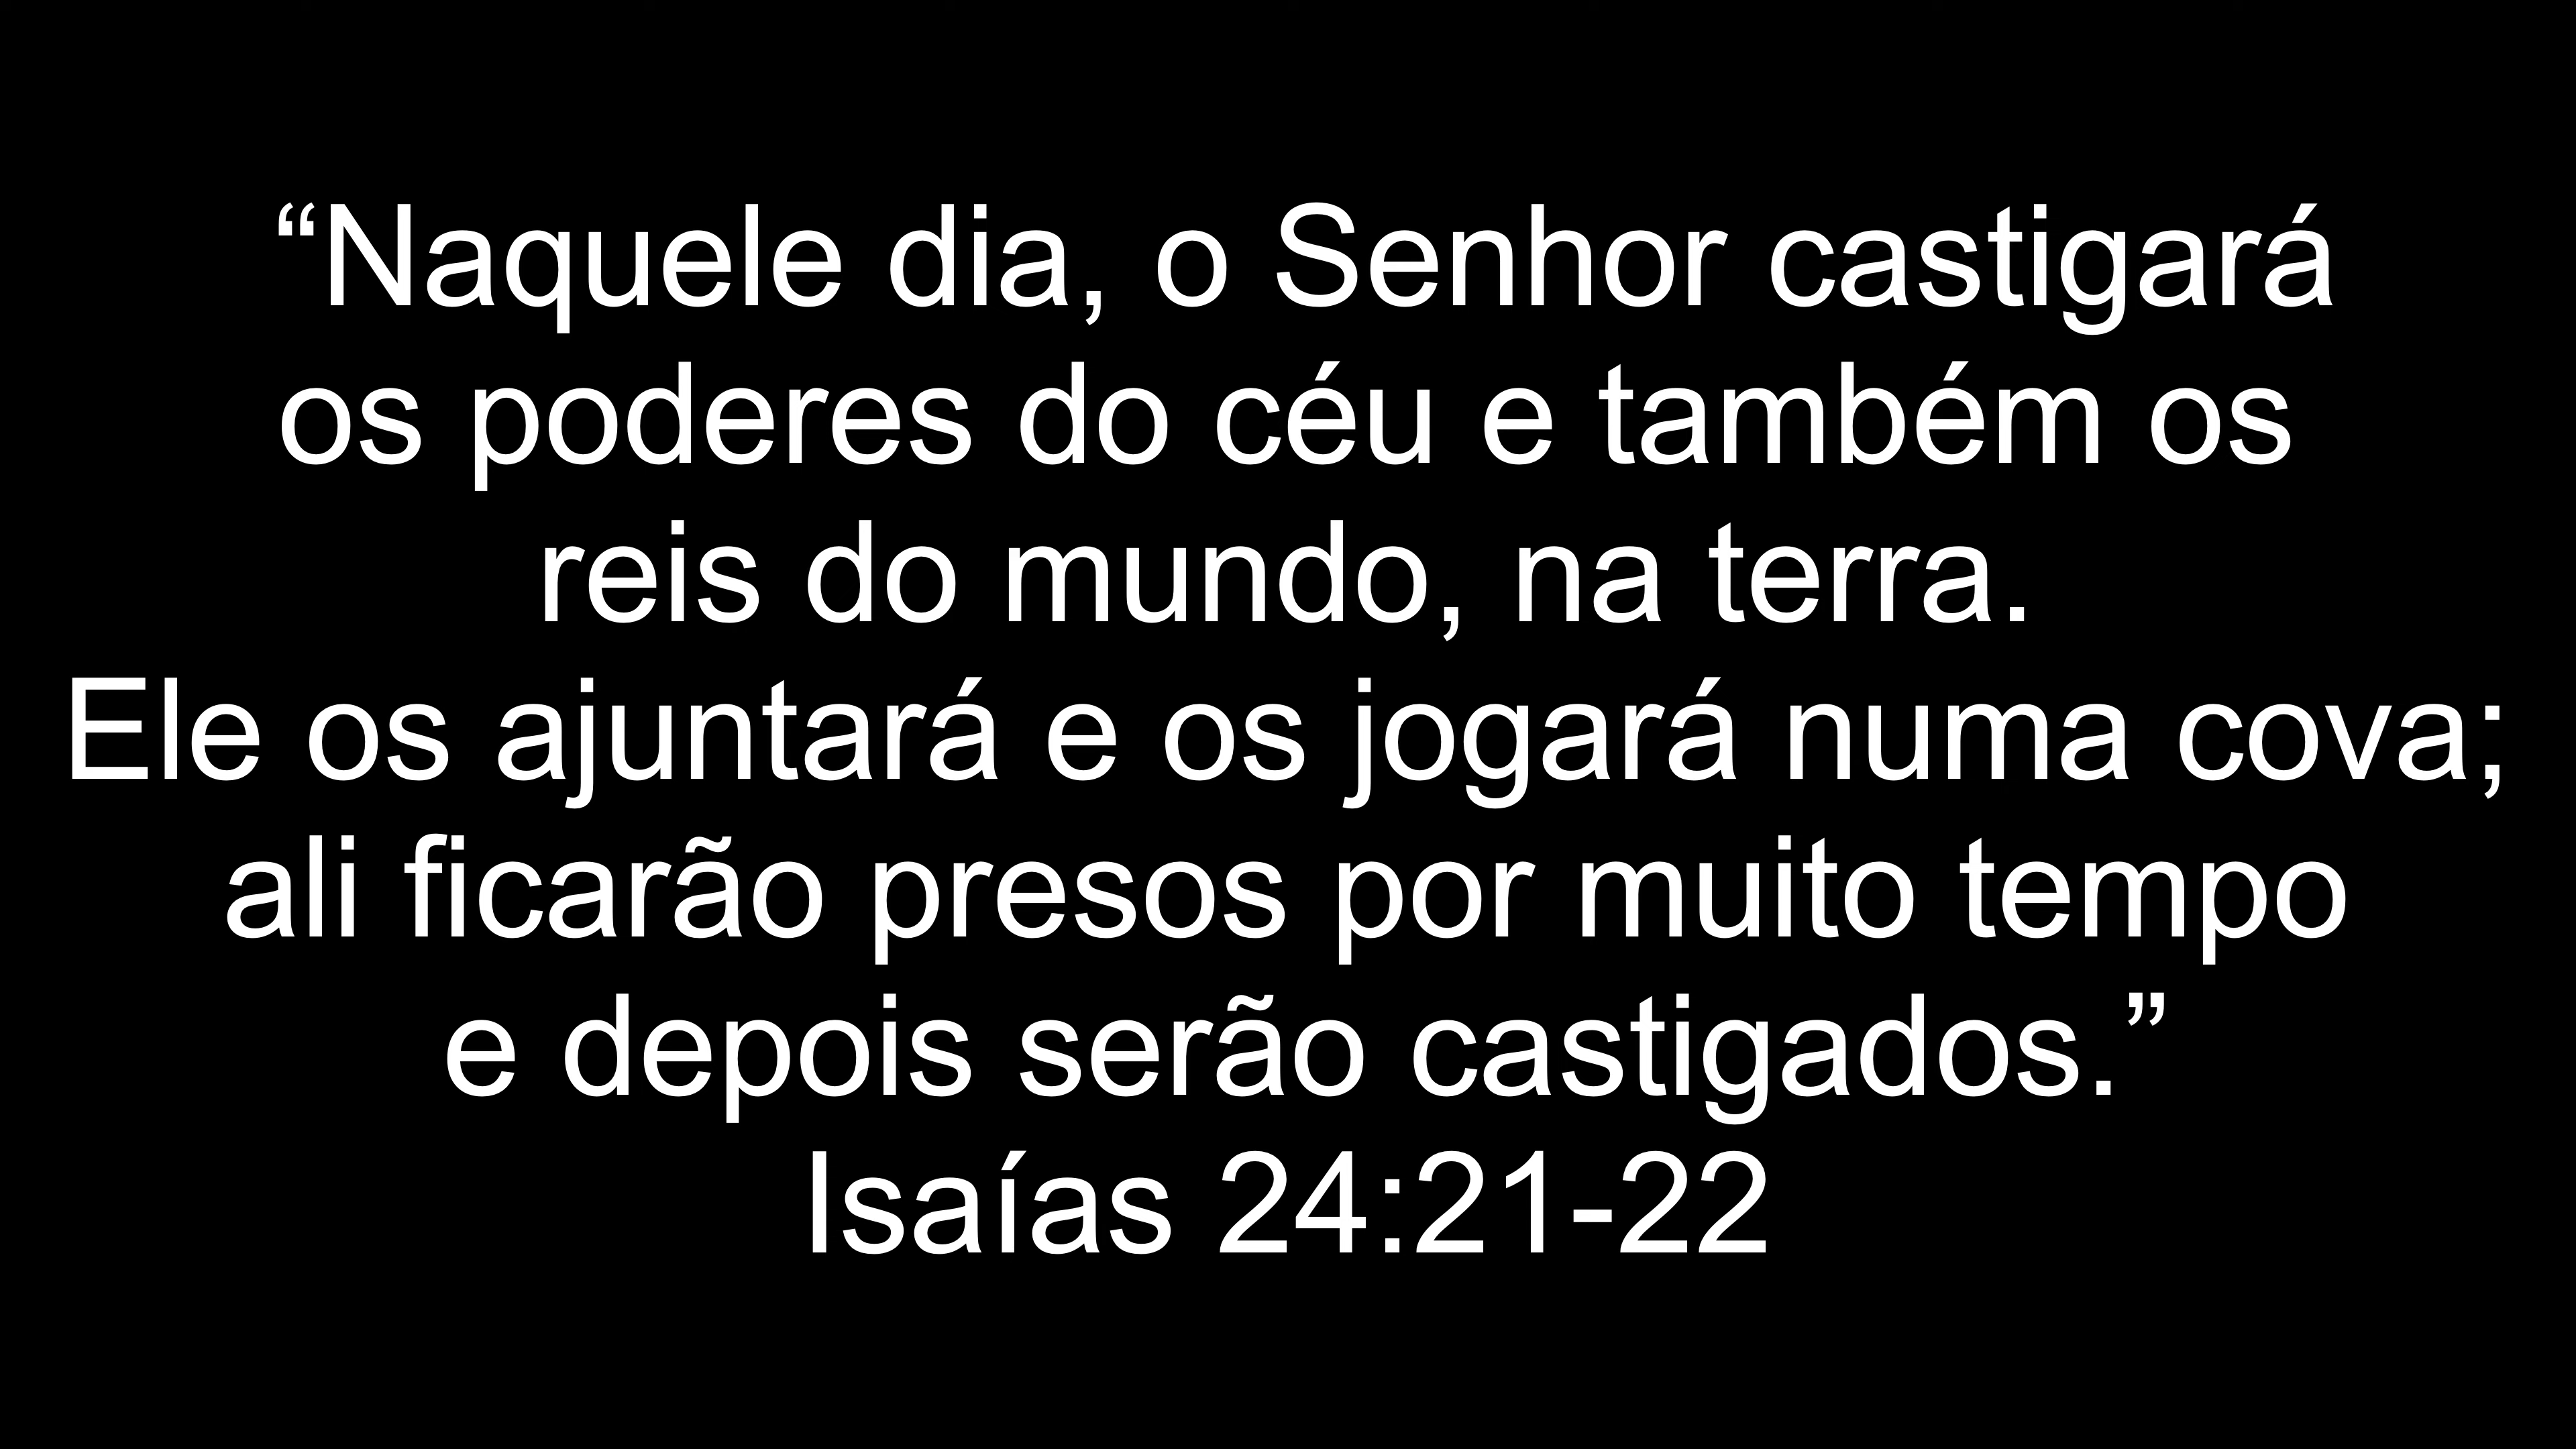 “Naquele dia, o Senhor castigará
os poderes do céu e também os
reis do mundo, na terra.
Ele os ajuntará e os jogará numa cova;
ali ficarão presos por muito tempo
e depois serão castigados.”
Isaías 24:21-22